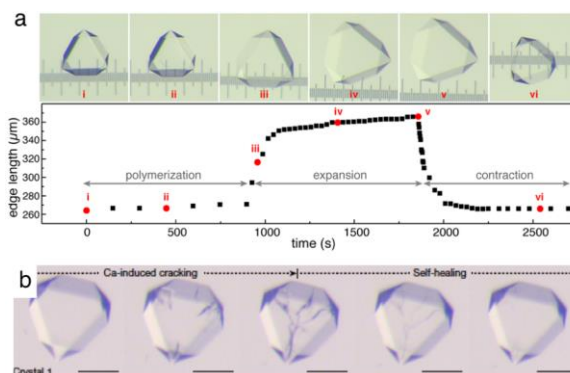 a
i ii iii iv v vi
edge length (µm)
360
340
320
300
280
260
i ii iii iv v vi
polymerization expansion contraction
0 500 1000 1500 2000 2500
time (s)
b
Ca-induced cracking Self-healing
Crystal 1